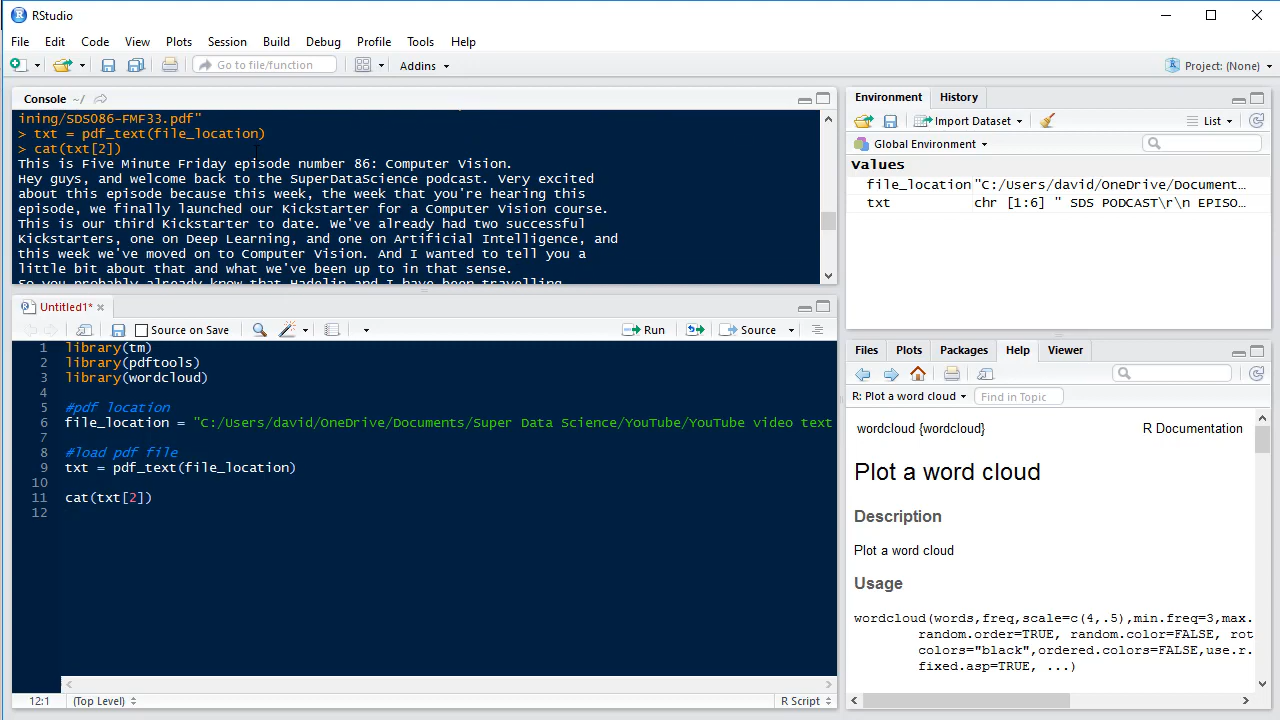 RStudio
File Edit Code View Plots Session Build Debug Profile Tools Help
Go to file/function Addins Project: (None)
Console ~/
ining/SDS086-FMF33.pdf"
> txt = pdf_text(file_location)
> cat(txt[2])
This is Five Minute Friday episode number 86: Computer Vision.
Hey guys, and welcome back to the SuperDataScience podcast. Very excited
about this episode because this week, the week that you're hearing this
episode, we finally launched our Kickstarter for a Computer Vision course.
This is our third Kickstarter to date. We've already had two successful
Kickstarters, one on Deep Learning, and one on Artificial Intelligence, and
this week we've moved on to Computer Vision. And I wanted to tell you a
little bit about that and what we've been up to in that sense.
So you probably already know that Hadelin and I have been travelling
Untitled1*
Source on Save Run Source
1 library(tm)
2 library(pdftools)
3 library(wordcloud)
4
5 #pdf location
6 file_location = "C:/Users/david/OneDrive/Documents/Super Data Science/YouTube/YouTube video text
7
8 #load pdf file
9 txt = pdf_text(file_location)
10
11 cat(txt[2])
12
12:1 (Top Level) R Script
Environment History
Import Dataset List
Global Environment
values
file_location "C:/Users/david/OneDrive/Document…
txt chr [1:6] " SDS PODCAST\r\n EPISO…
Files Plots Packages Help Viewer
R: Plot a word cloud Find in Topic
wordcloud {wordcloud} R Documentation
Plot a word cloud
Description
Plot a word cloud
Usage
wordcloud(words,freq,scale=c(4,.5),min.freq=3,max.
random.order=TRUE, random.color=FALSE, rot
colors="black",ordered.colors=FALSE,use.r.
fixed.asp=TRUE, ...)